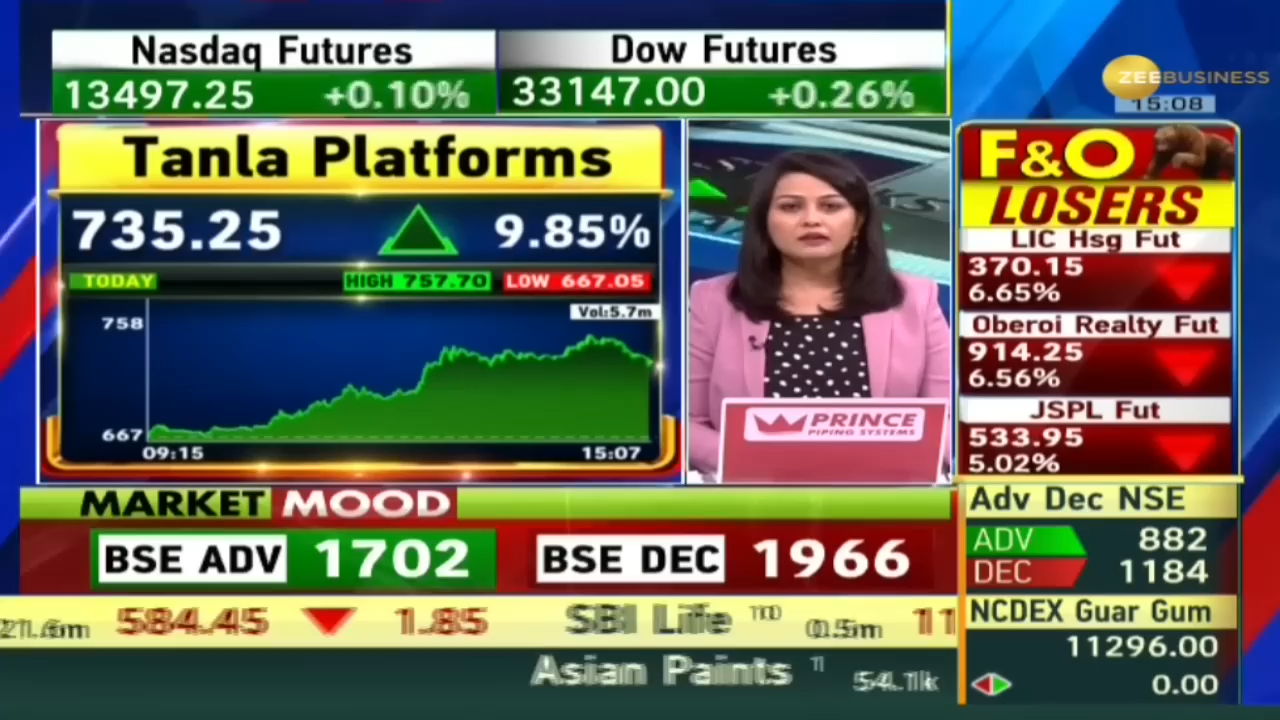 Nasdaq Futures
13497.25 +0.10%
Dow Futures
33147.00 +0.26%
ZEEBUSINESS
15:08
Tanla Platforms
735.25 9.85%
TODAY HIGH 757.70 LOW 667.05
Vol:5.7m
758
667
09:15 15:07
PRINCE
PIPING SYSTEMS
F&O
LOSERS
LIC Hsg Fut
370.15
6.65%
Oberoi Realty Fut
914.25
6.56%
JSPL Fut
533.95
5.02%
MARKET MOOD
BSE ADV 1702 BSE DEC 1966
Adv Dec NSE
ADV 882
DEC 1184
NCDEX Guar Gum
11296.00
0.00
584.45 1.85 SBI Life 0.5m 11
Asian Paints 54.1k